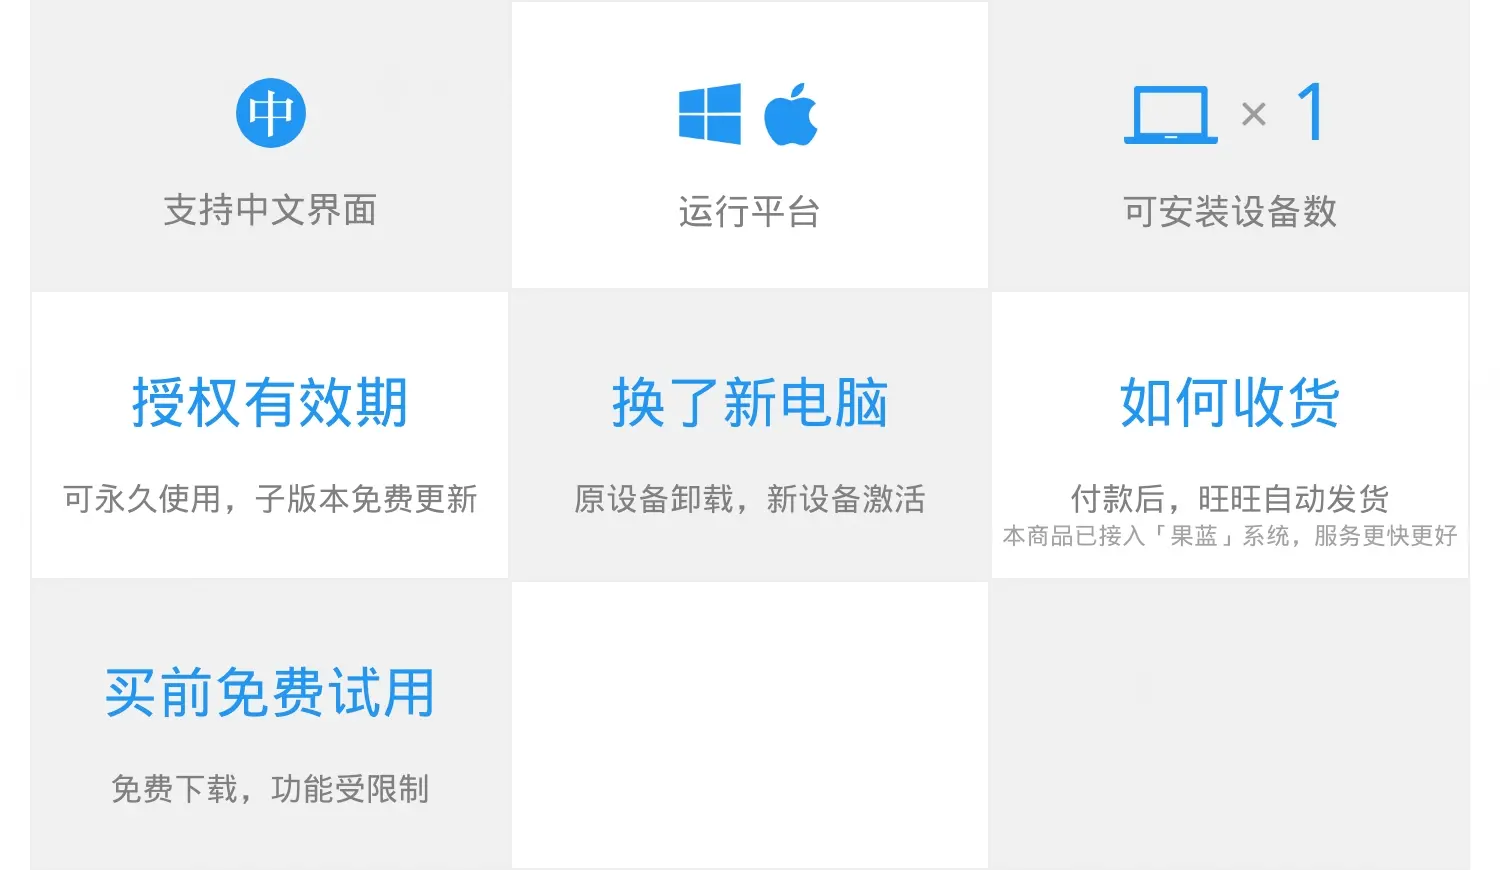 中
支持中文界面
运行平台
× 1
可安装设备数
授权有效期
可永久使用，子版本免费更新
换了新电脑
原设备卸载，新设备激活
如何收货
付款后，旺旺自动发货
本商品已接入「果蓝」系统，服务更快更好
买前免费试用
免费下载，功能受限制